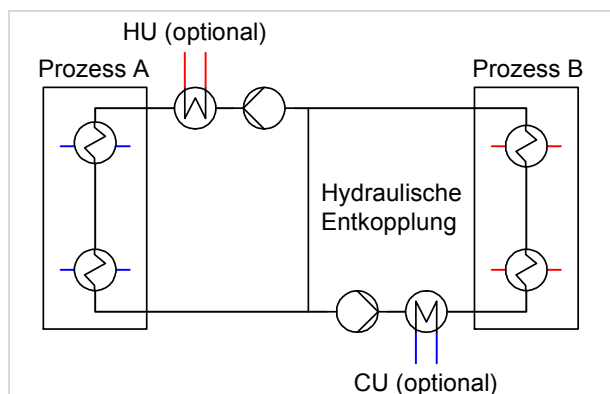 HU (optional)
Prozess A
Prozess B
Hydraulische
Entkopplung
CU (optional)